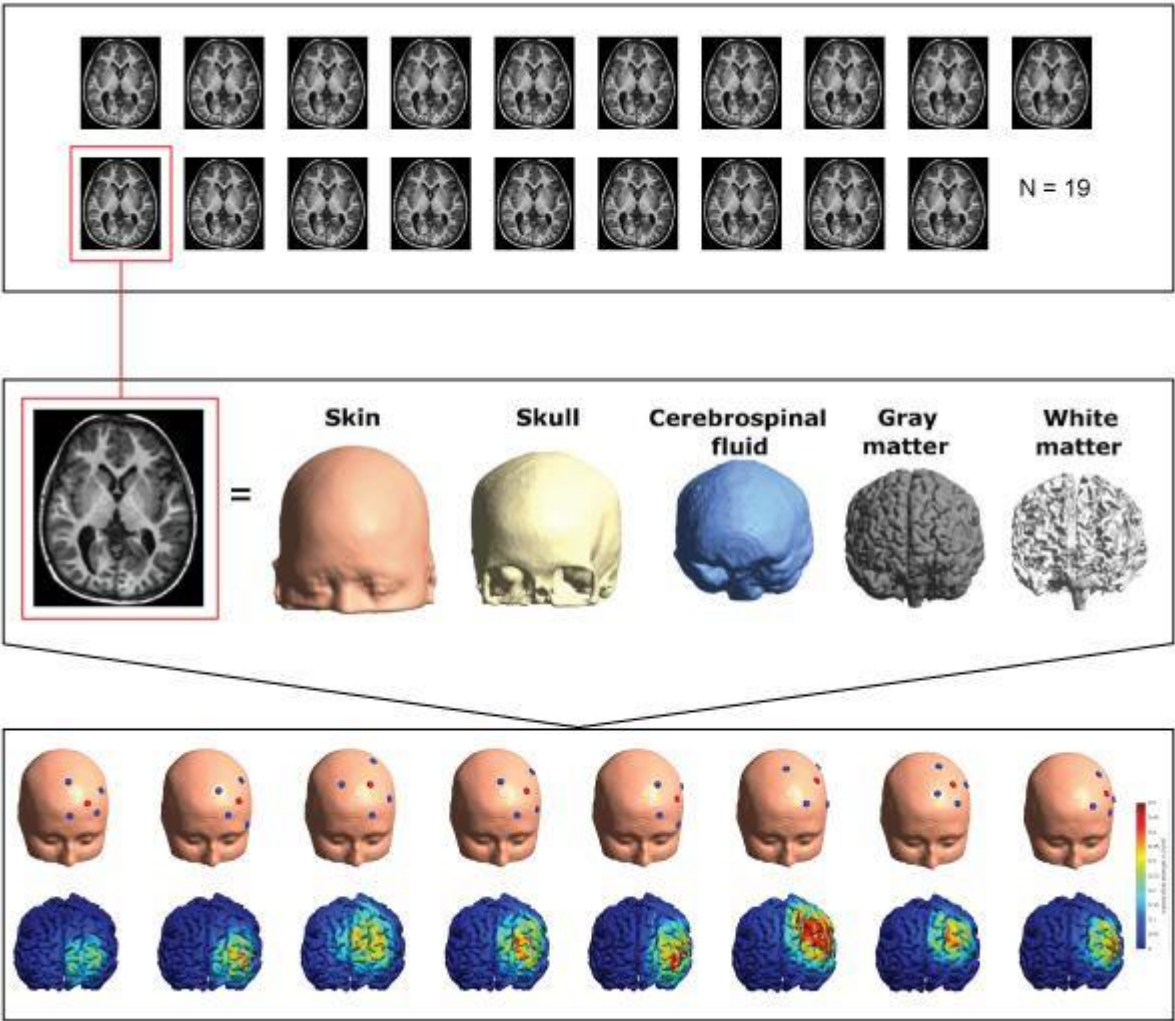 N = 19
Skin
Skull
Cerebrospinal
fluid
Gray
matter
White
matter
=